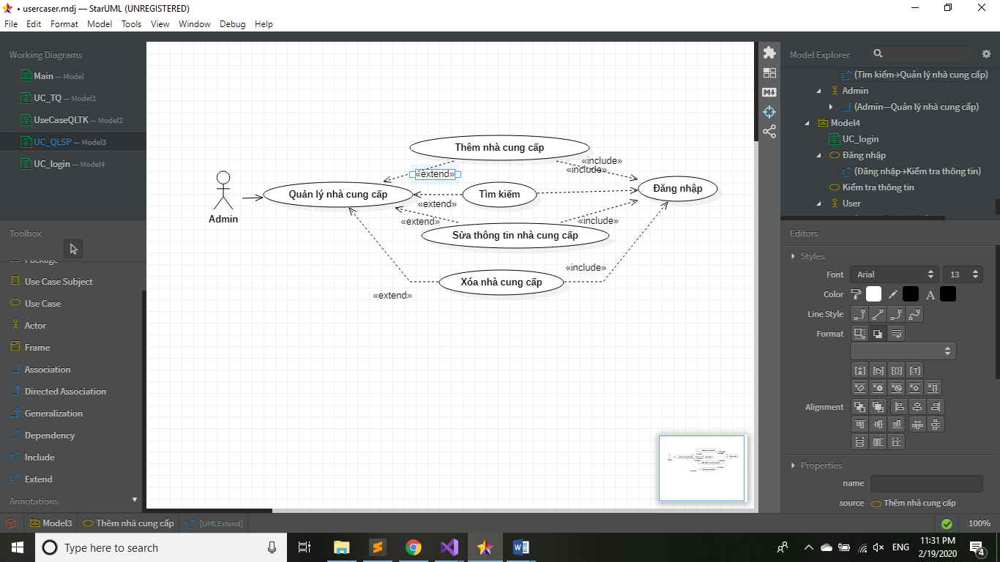 • usercaser.mdj — StarUML (UNREGISTERED)
File Edit Format Model Tools View Window Debug Help
Working Diagrams
Main — Model
UC_TQ — Model1
UseCaseQLTK — Model2
UC_QLSP — Model3
UC_login — Model4
Toolbox
Package
Use Case Subject
Use Case
Actor
Frame
Association
Directed Association
Generalization
Dependency
Include
Extend
Annotations
Admin
Quản lý nhà cung cấp
Thêm nhà cung cấp
«include»
«include»
«extend»
Tìm kiếm
Đăng nhập
«extend»
«extend»
«include»
Sửa thông tin nhà cung cấp
«include»
Xóa nhà cung cấp
«extend»
Model Explorer
(Tìm kiếm→Quản lý nhà cung cấp)
Admin
(Admin—Quản lý nhà cung cấp)
Model4
UC_login
Đăng nhập
(Đăng nhập→Kiểm tra thông tin)
Kiểm tra thông tin
User
Editors
Styles
Font Arial 13
Color A
Line Style
Format
Alignment
Properties
name
source Thêm nhà cung cấp
Model3 Thêm nhà cung cấp [UMLExtend] 100%
Type here to search
ENG
11:31 PM
2/19/2020
4